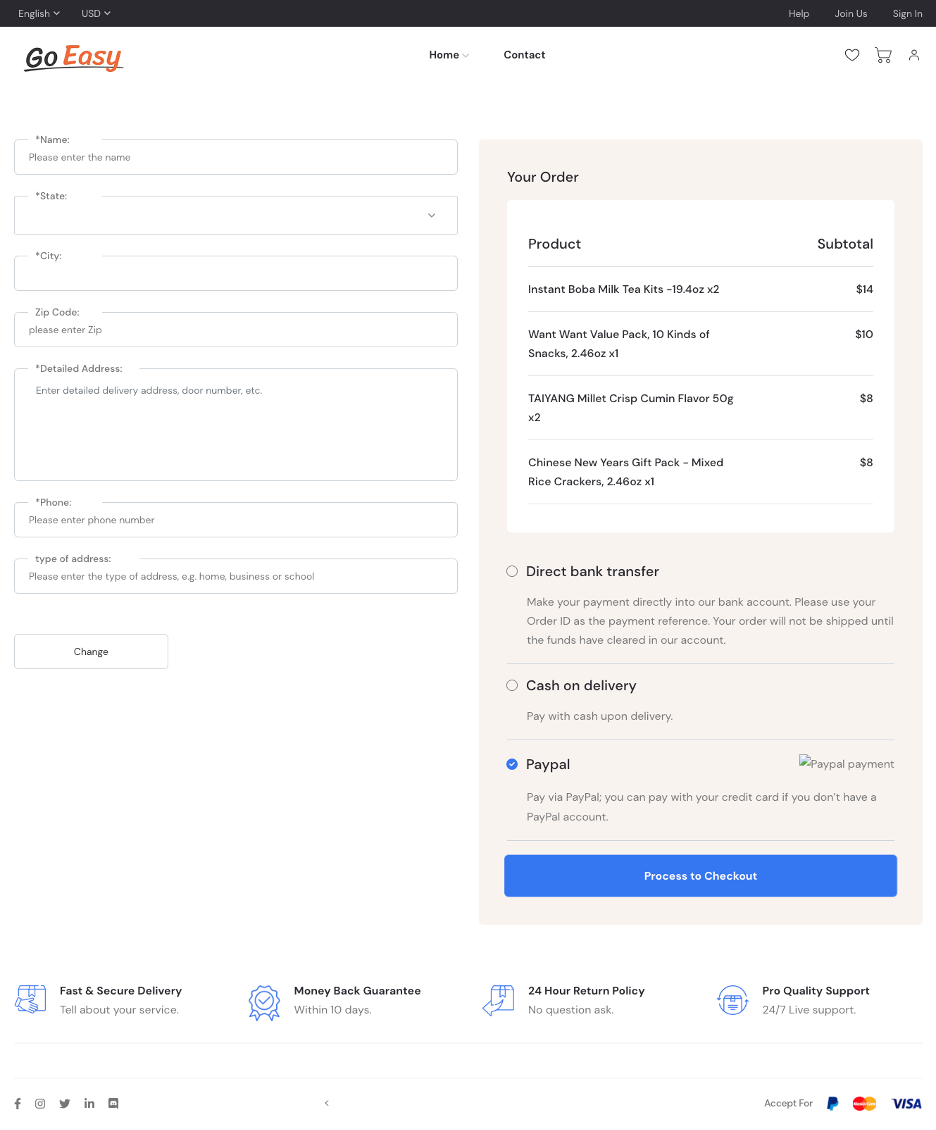 English USD Help Join Us Sign In
Go Easy Home Contact
*Name:
Please enter the name
*State:
*City:
Zip Code:
please enter Zip
*Detailed Address:
Enter detailed delivery address, door number, etc.
*Phone:
Please enter phone number
type of address:
Please enter the type of address, e.g. home, business or school
Change
Your Order
Product Subtotal
Instant Boba Milk Tea Kits -19.4oz x2 $14
Want Want Value Pack, 10 Kinds of $10
Snacks, 2.46oz x1
TAIYANG Millet Crisp Cumin Flavor 50g $8
x2
Chinese New Years Gift Pack - Mixed $8
Rice Crackers, 2.46oz x1
Direct bank transfer
Make your payment directly into our bank account. Please use your
Order ID as the payment reference. Your order will not be shipped until
the funds have cleared in our account.
Cash on delivery
Pay with cash upon delivery.
Paypal Paypal payment
Pay via PayPal; you can pay with your credit card if you don't have a
PayPal account.
Process to Checkout
Fast & Secure Delivery
Tell about your service.
Money Back Guarantee
Within 10 days.
24 Hour Return Policy
No question ask.
Pro Quality Support
24/7 Live support.
Accept For MasterCard VISA